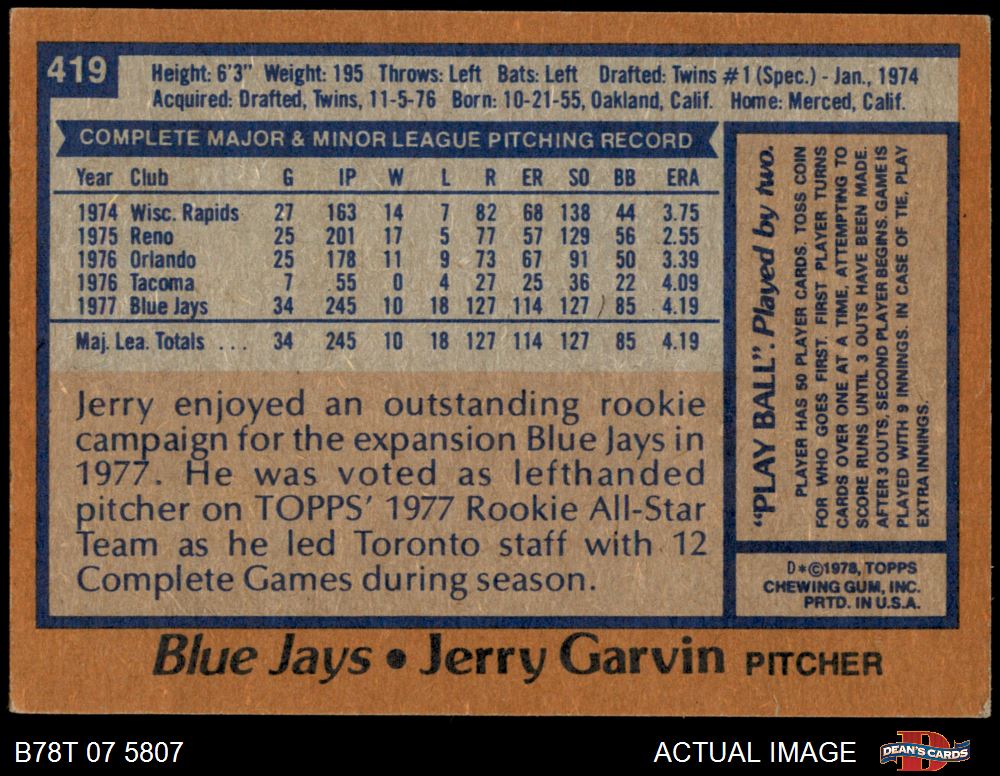 419
Height: 6'3" Weight: 195 Throws: Left Bats: Left Drafted: Twins #1 (Spec.) - Jan., 1974
Acquired: Drafted, Twins, 11-5-76 Born: 10-21-55, Oakland, Calif. Home: Merced, Calif.
COMPLETE MAJOR & MINOR LEAGUE PITCHING RECORD
Year Club G IP W L R ER SO BB ERA
1974 Wisc. Rapids 27 163 14 7 82 68 138 44 3.75
1975 Reno 25 201 17 5 77 57 129 56 2.55
1976 Orlando 25 178 11 9 73 67 91 50 3.39
1976 Tacoma 7 55 0 4 27 25 36 22 4.09
1977 Blue Jays 34 245 10 18 127 114 127 85 4.19
Maj. Lea. Totals ... 34 245 10 18 127 114 127 85 4.19
Jerry enjoyed an outstanding rookie
campaign for the expansion Blue Jays in
1977. He was voted as lefthanded
pitcher on TOPPS' 1977 Rookie All-Star
Team as he led Toronto staff with 12
Complete Games during season.
"PLAY BALL". Played by two.
PLAYER HAS 50 PLAYER CARDS. TOSS COIN
FOR WHO GOES FIRST. FIRST PLAYER TURNS
CARDS OVER ONE AT A TIME, ATTEMPTING TO
SCORE RUNS UNTIL 3 OUTS HAVE BEEN MADE.
AFTER 3 OUTS, SECOND PLAYER BEGINS. GAME IS
PLAYED WITH 9 INNINGS. IN CASE OF TIE, PLAY
EXTRA INNINGS.
D*©1978, TOPPS
CHEWING GUM, INC.
PRTD. IN U.S.A.
Blue Jays • Jerry Garvin PITCHER
B78T 07 5807
ACTUAL IMAGE
DEAN'S CARDS